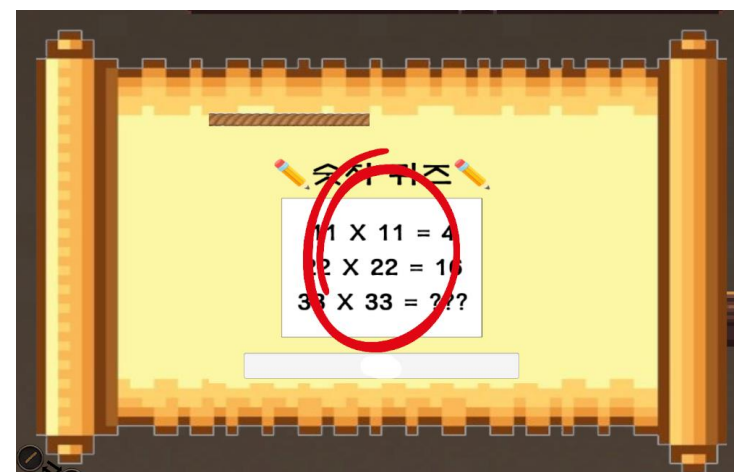 숫자 퀴즈
11 X 11 = 4
22 X 22 = 16
33 X 33 = ???